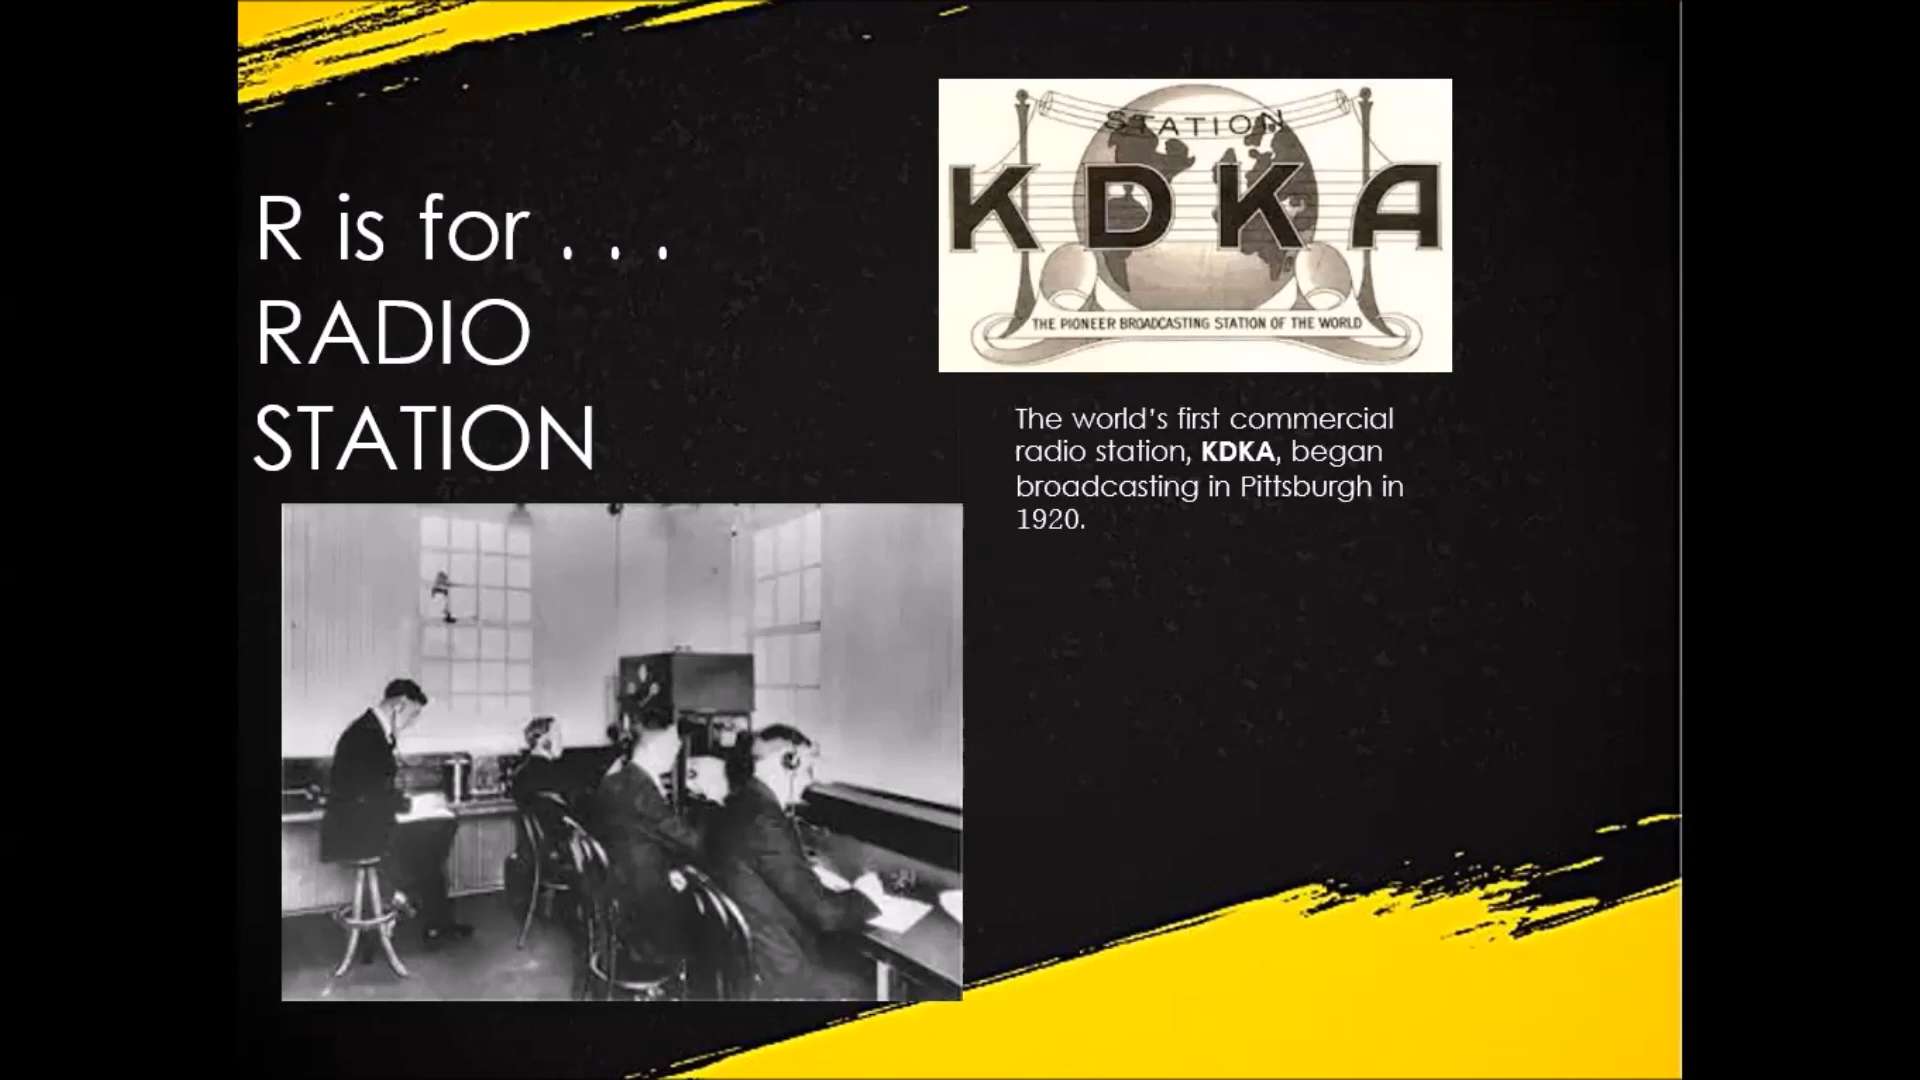 R is for . . .
RADIO
STATION
STATION
KDKA
THE PIONEER BROADCASTING STATION OF THE WORLD
The world's first commercial
radio station, KDKA, began
broadcasting in Pittsburgh in
1920.